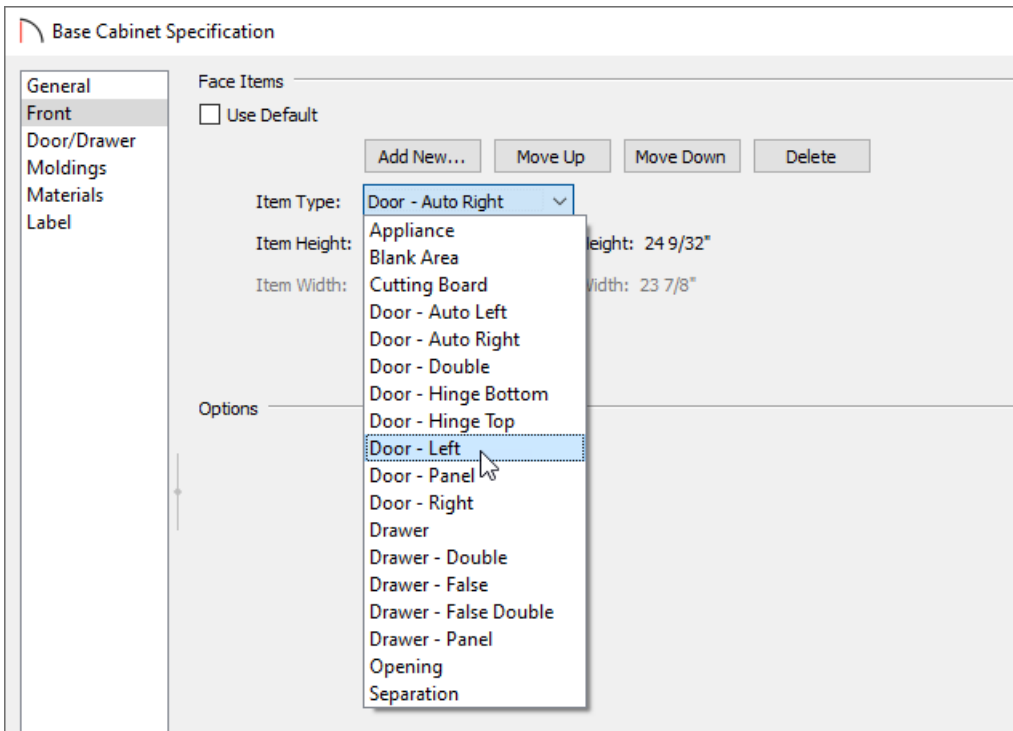 Base Cabinet Specification
General
Front
Door/Drawer
Moldings
Materials
Label
Face Items
Use Default
Add New... Move Up Move Down Delete
Item Type: Door - Auto Right
Item Height: 24 9/32"
Item Width: 23 7/8"
Appliance
Blank Area
Cutting Board
Door - Auto Left
Door - Auto Right
Door - Double
Door - Hinge Bottom
Door - Hinge Top
Door - Left
Door - Panel
Door - Right
Drawer
Drawer - Double
Drawer - False
Drawer - False Double
Drawer - Panel
Opening
Separation
Options